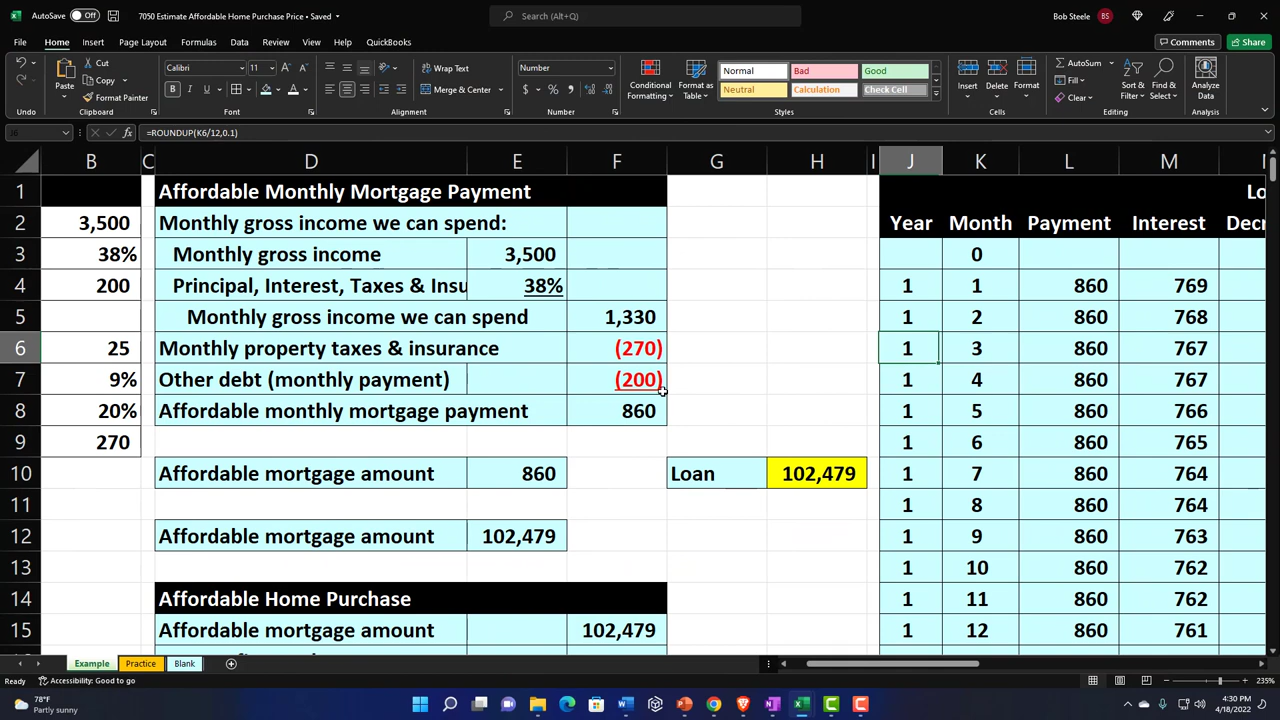 AutoSave Off 7050 Estimate Affordable Home Purchase Price • Saved Search (Alt+Q) Bob Steele BS
File Home Insert Page Layout Formulas Data Review View Help QuickBooks Comments Share
Cut Calibri 11 Wrap Text Number Normal Bad Good AutoSum
Copy Fill
Paste Format Painter Merge & Center Conditional Formatting Format as Table Neutral Calculation Check Cell Insert Delete Format Clear Sort & Filter Find & Select Analyze Data
Undo Clipboard Font Alignment Number Styles Cells Editing Analysis
J6 =ROUNDUP(K6/12,0.1)
B C D E F G H I J K L M
1 Affordable Monthly Mortgage Payment Lo
2 3,500 Monthly gross income we can spend: Year Month Payment Interest Decr
3 38% Monthly gross income 3,500 0
4 200 Principal, Interest, Taxes & Insu 38% 1 1 860 769
5 Monthly gross income we can spend 1,330 1 2 860 768
6 25 Monthly property taxes & insurance (270) 1 3 860 767
7 9% Other debt (monthly payment) (200) 1 4 860 767
8 20% Affordable monthly mortgage payment 860 1 5 860 766
9 270 1 6 860 765
10 Affordable mortgage amount 860 Loan 102,479 1 7 860 764
11 1 8 860 764
12 Affordable mortgage amount 102,479 1 9 860 763
13 1 10 860 762
14 Affordable Home Purchase 1 11 860 762
15 Affordable mortgage amount 102,479 1 12 860 761
Example Practice Blank
Ready Accessibility: Good to go 235%
78°F
Partly sunny
4:30 PM
4/18/2022